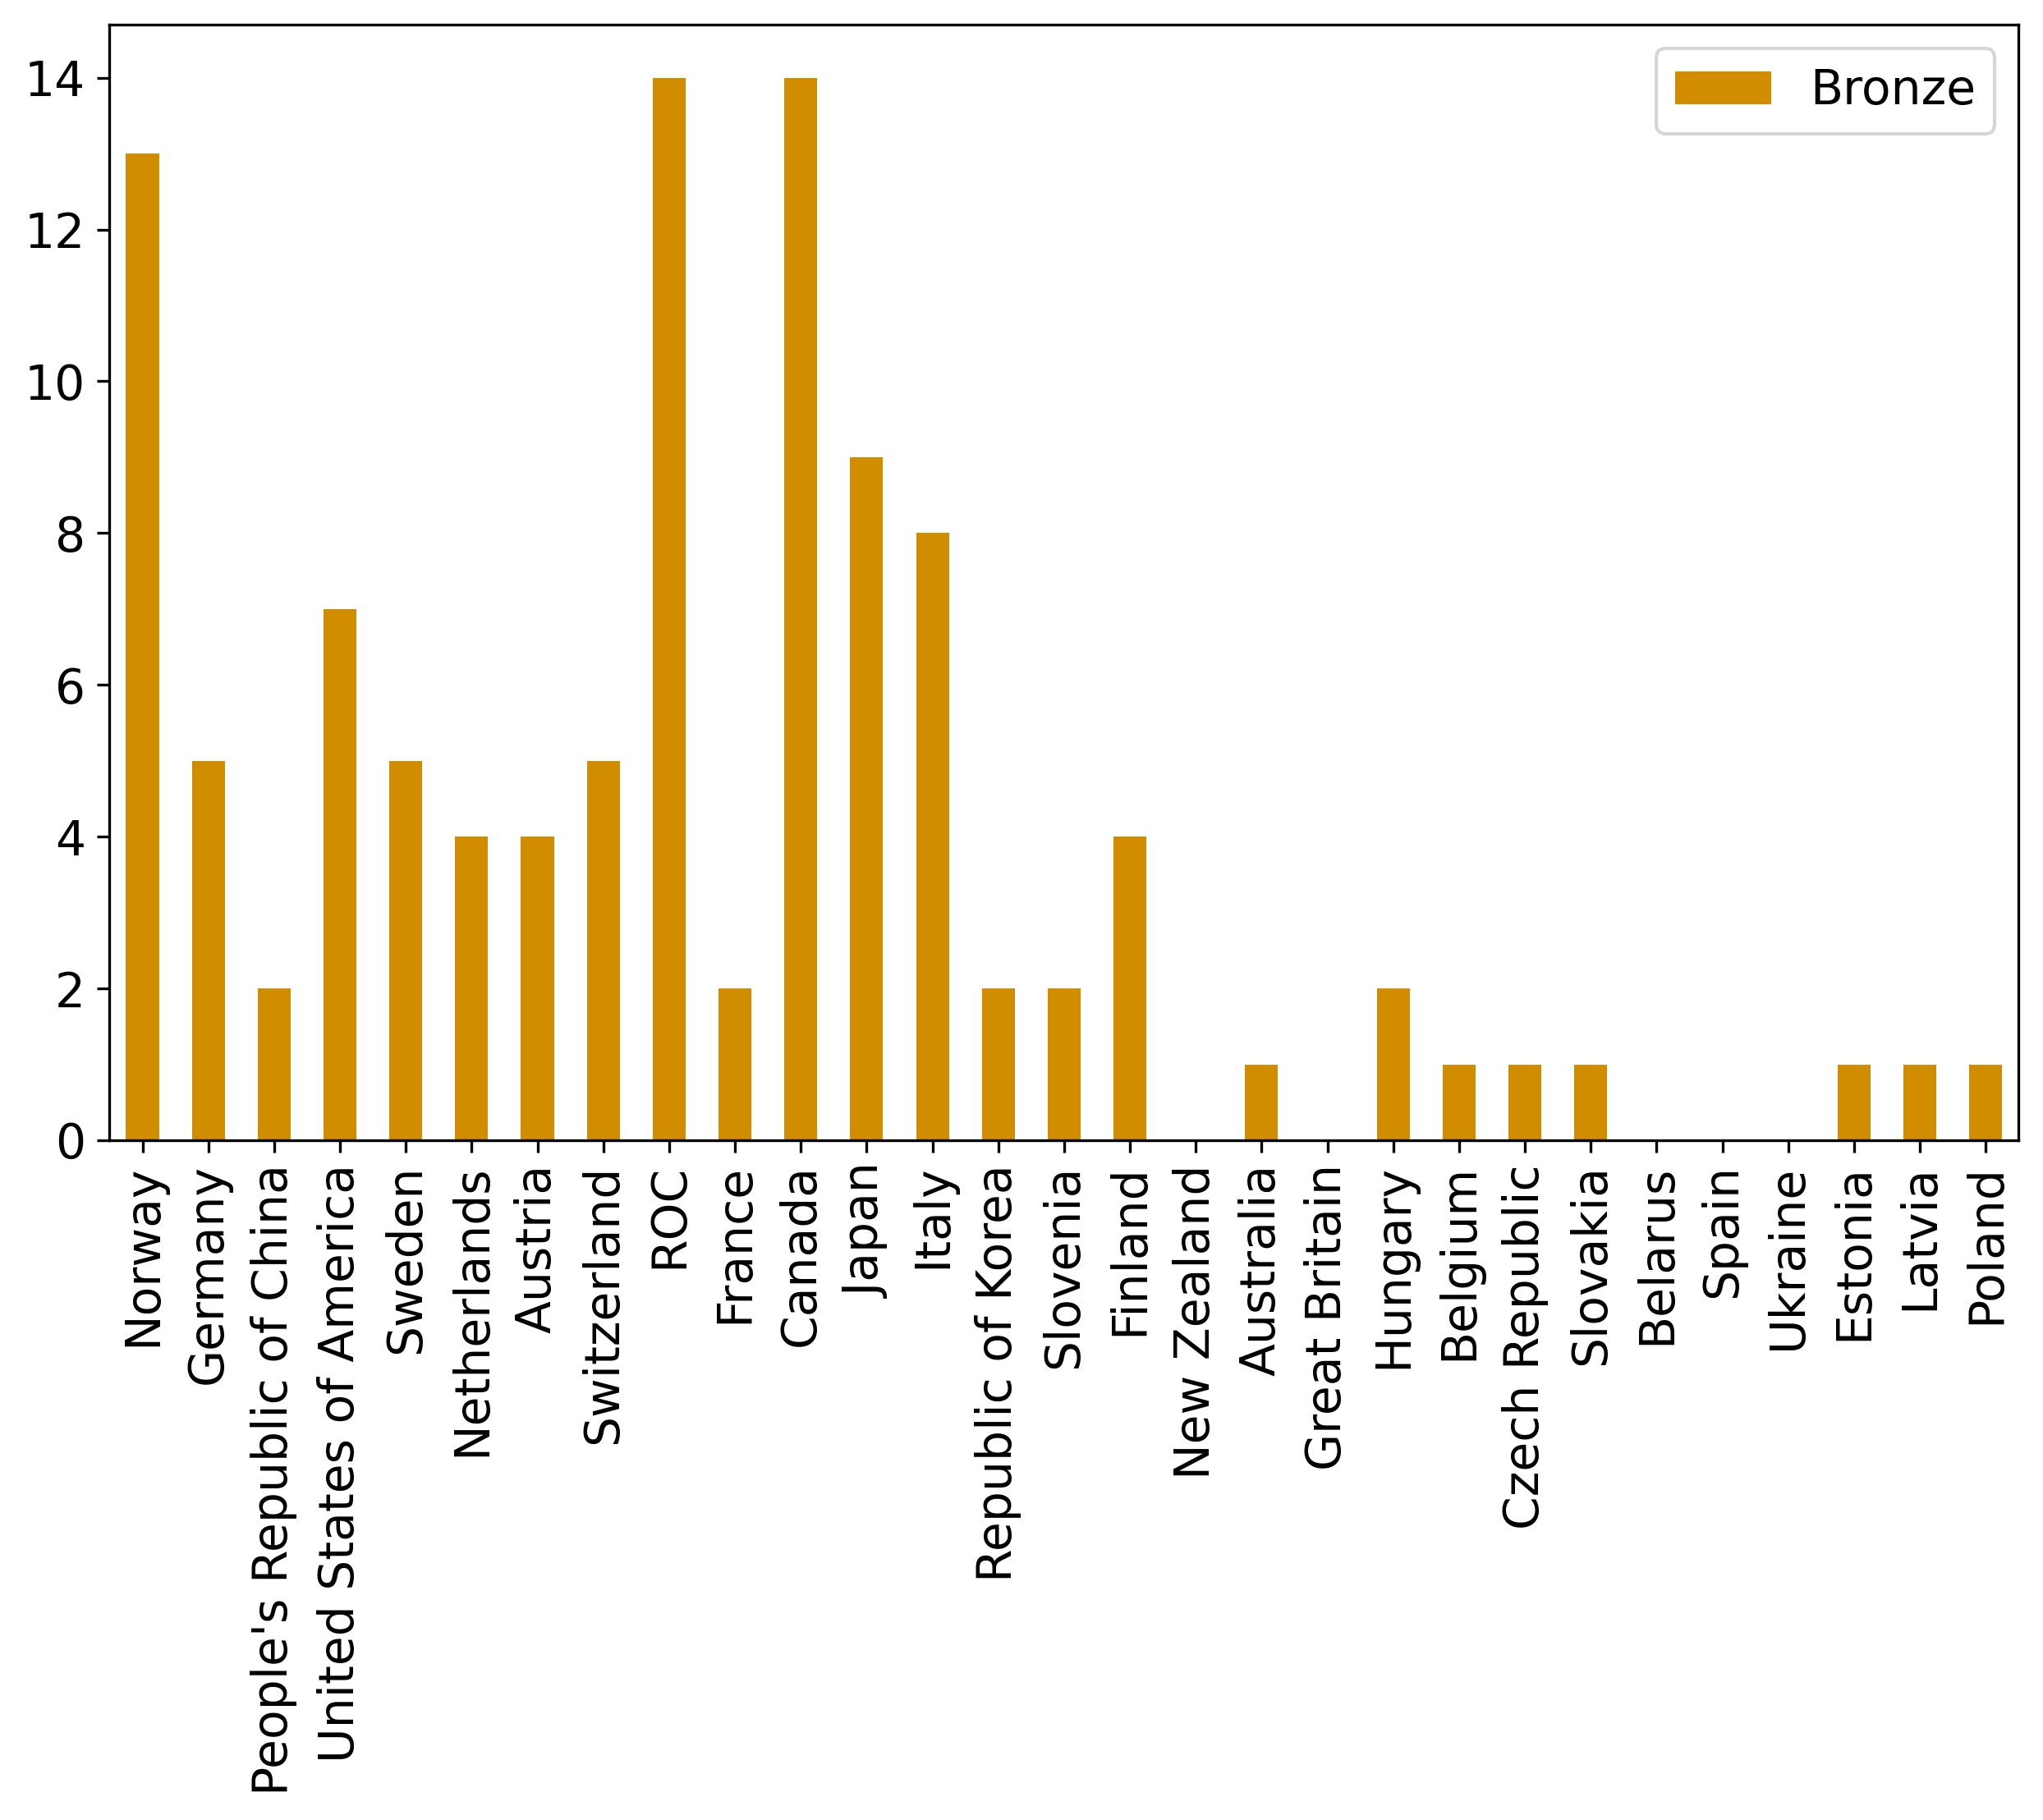 Bronze
14
12
10
8
6
4
2
0
Norway
Germany
People's Republic of China
United States of America
Sweden
Netherlands
Austria
Switzerland
ROC
France
Canada
Japan
Italy
Republic of Korea
Slovenia
Finland
New Zealand
Australia
Great Britain
Hungary
Belgium
Czech Republic
Slovakia
Belarus
Spain
Ukraine
Estonia
Latvia
Poland